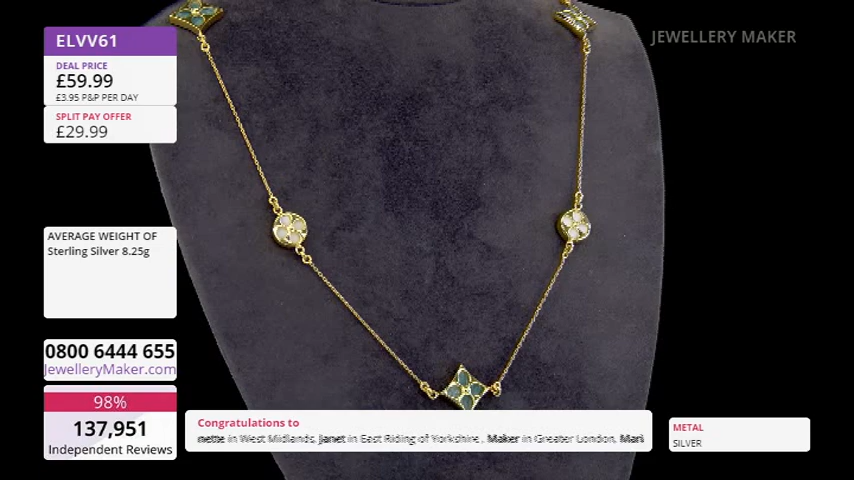 ELVV61
DEAL PRICE
£59.99
£3.95 P&P PER DAY
SPLIT PAY OFFER
£29.99
JEWELLERY MAKER
AVERAGE WEIGHT OF
Sterling Silver 8.25g
0800 6444 655
JewelleryMaker.com
98%
137,951
Independent Reviews
Congratulations to
nette in West Midlands, Janet in East Riding of Yorkshire , Maker in Greater London, Mari
METAL
SILVER